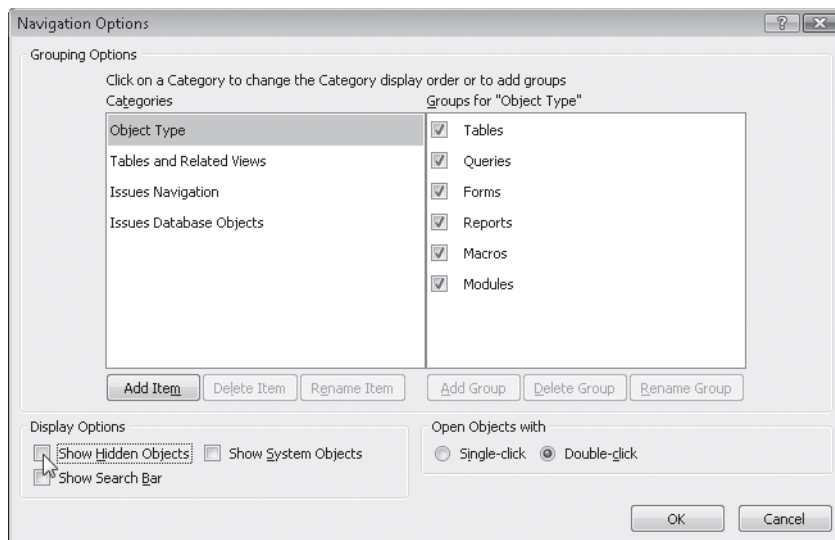 Navigation Options
Grouping Options
Click on a Category to change the Category display order or to add groups
Categories
Groups for "Object Type"
Object Type
Tables and Related Views
Issues Navigation
Issues Database Objects
Tables
Queries
Forms
Reports
Macros
Modules
Add Item Delete Item Rename Item
Add Group Delete Group Rename Group
Display Options
Show Hidden Objects Show System Objects
Show Search Bar
Open Objects with
Single-click Double-click
OK Cancel